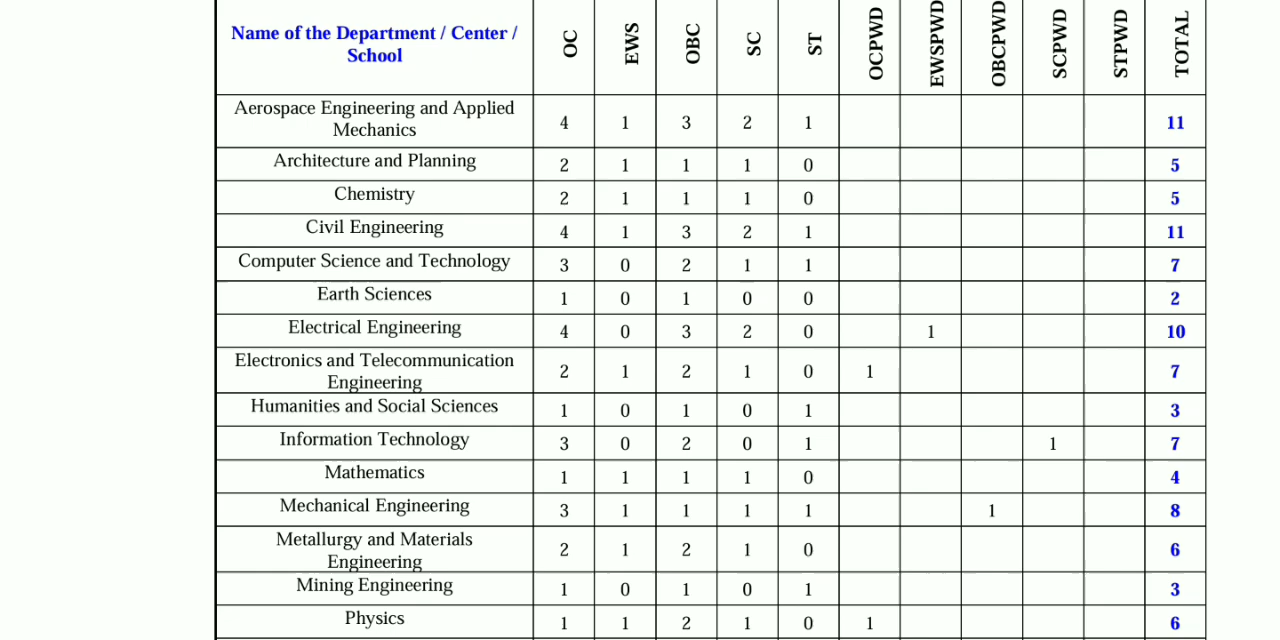 Name of the Department / Center / School OC EWS OBC SC ST OCPWD EWSPWD OBCPWD SCPWD STPWD TOTAL
Aerospace Engineering and Applied Mechanics 4 1 3 2 1 11
Architecture and Planning 2 1 1 1 0 5
Chemistry 2 1 1 1 0 5
Civil Engineering 4 1 3 2 1 11
Computer Science and Technology 3 0 2 1 1 7
Earth Sciences 1 0 1 0 0 2
Electrical Engineering 4 0 3 2 0 1 10
Electronics and Telecommunication Engineering 2 1 2 1 0 1 7
Humanities and Social Sciences 1 0 1 0 1 3
Information Technology 3 0 2 0 1 1 7
Mathematics 1 1 1 1 0 4
Mechanical Engineering 3 1 1 1 1 1 8
Metallurgy and Materials Engineering 2 1 2 1 0 6
Mining Engineering 1 0 1 0 1 3
Physics 1 1 2 1 0 1 6